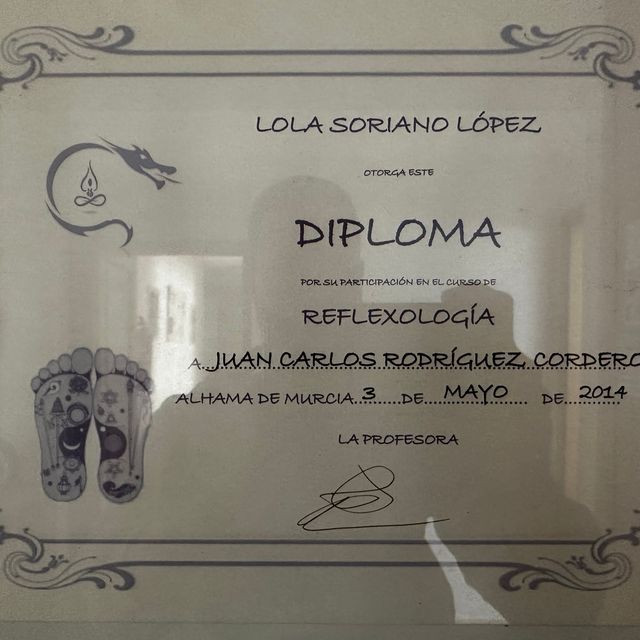 LOLA SORIANO LÓPEZ
OTORGA ESTE
DIPLOMA
POR SU PARTICIPACIÓN EN EL CURSO DE
REFLEXOLOGÍA
A..JUAN CARLOS RODRÍGUEZ CORDERO
ALHAMA DE MURCIA..3.....DE...MAYO.... DE...2014...
LA PROFESORA